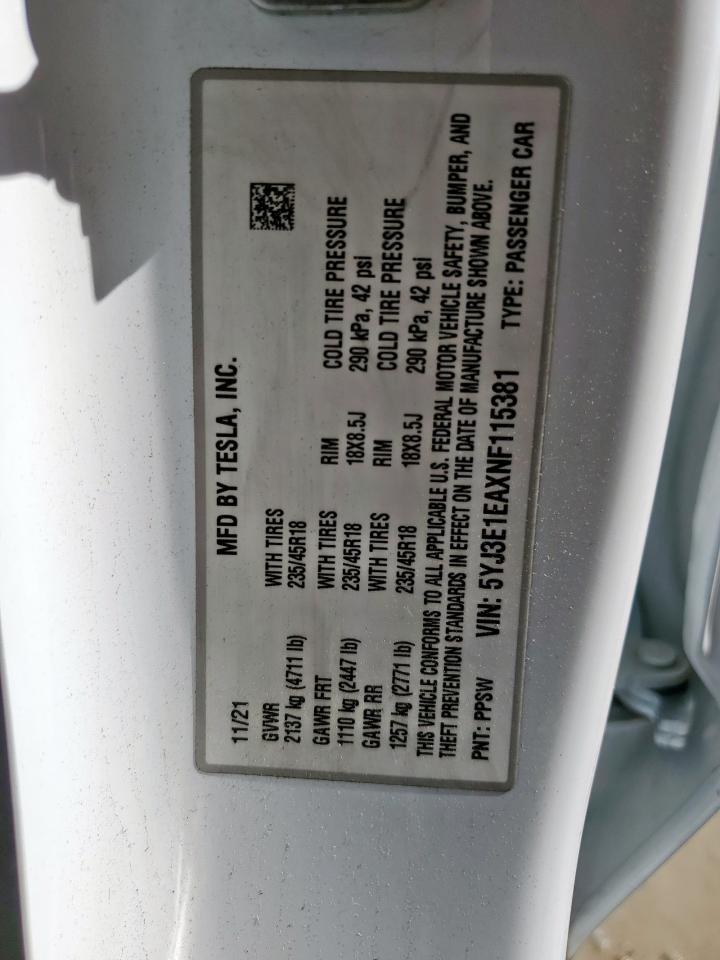 MFD BY TESLA, INC.
11/21
GVWR WITH TIRES
2137 kg (4711 lb) 235/45R18
GAWR FRT WITH TIRES RIM COLD TIRE PRESSURE
1110 kg (2447 lb) 235/45R18 18X8.5J 290 kPa, 42 psi
GAWR RR WITH TIRES RIM COLD TIRE PRESSURE
1257 kg (2771 lb) 235/45R18 18X8.5J 290 kPa, 42 psi
THIS VEHICLE CONFORMS TO ALL APPLICABLE U.S. FEDERAL MOTOR VEHICLE SAFETY, BUMPER, AND
THEFT PREVENTION STANDARDS IN EFFECT ON THE DATE OF MANUFACTURE SHOWN ABOVE.
PNT: PPSW VIN: 5YJ3E1EAXNF115381 TYPE: PASSENGER CAR